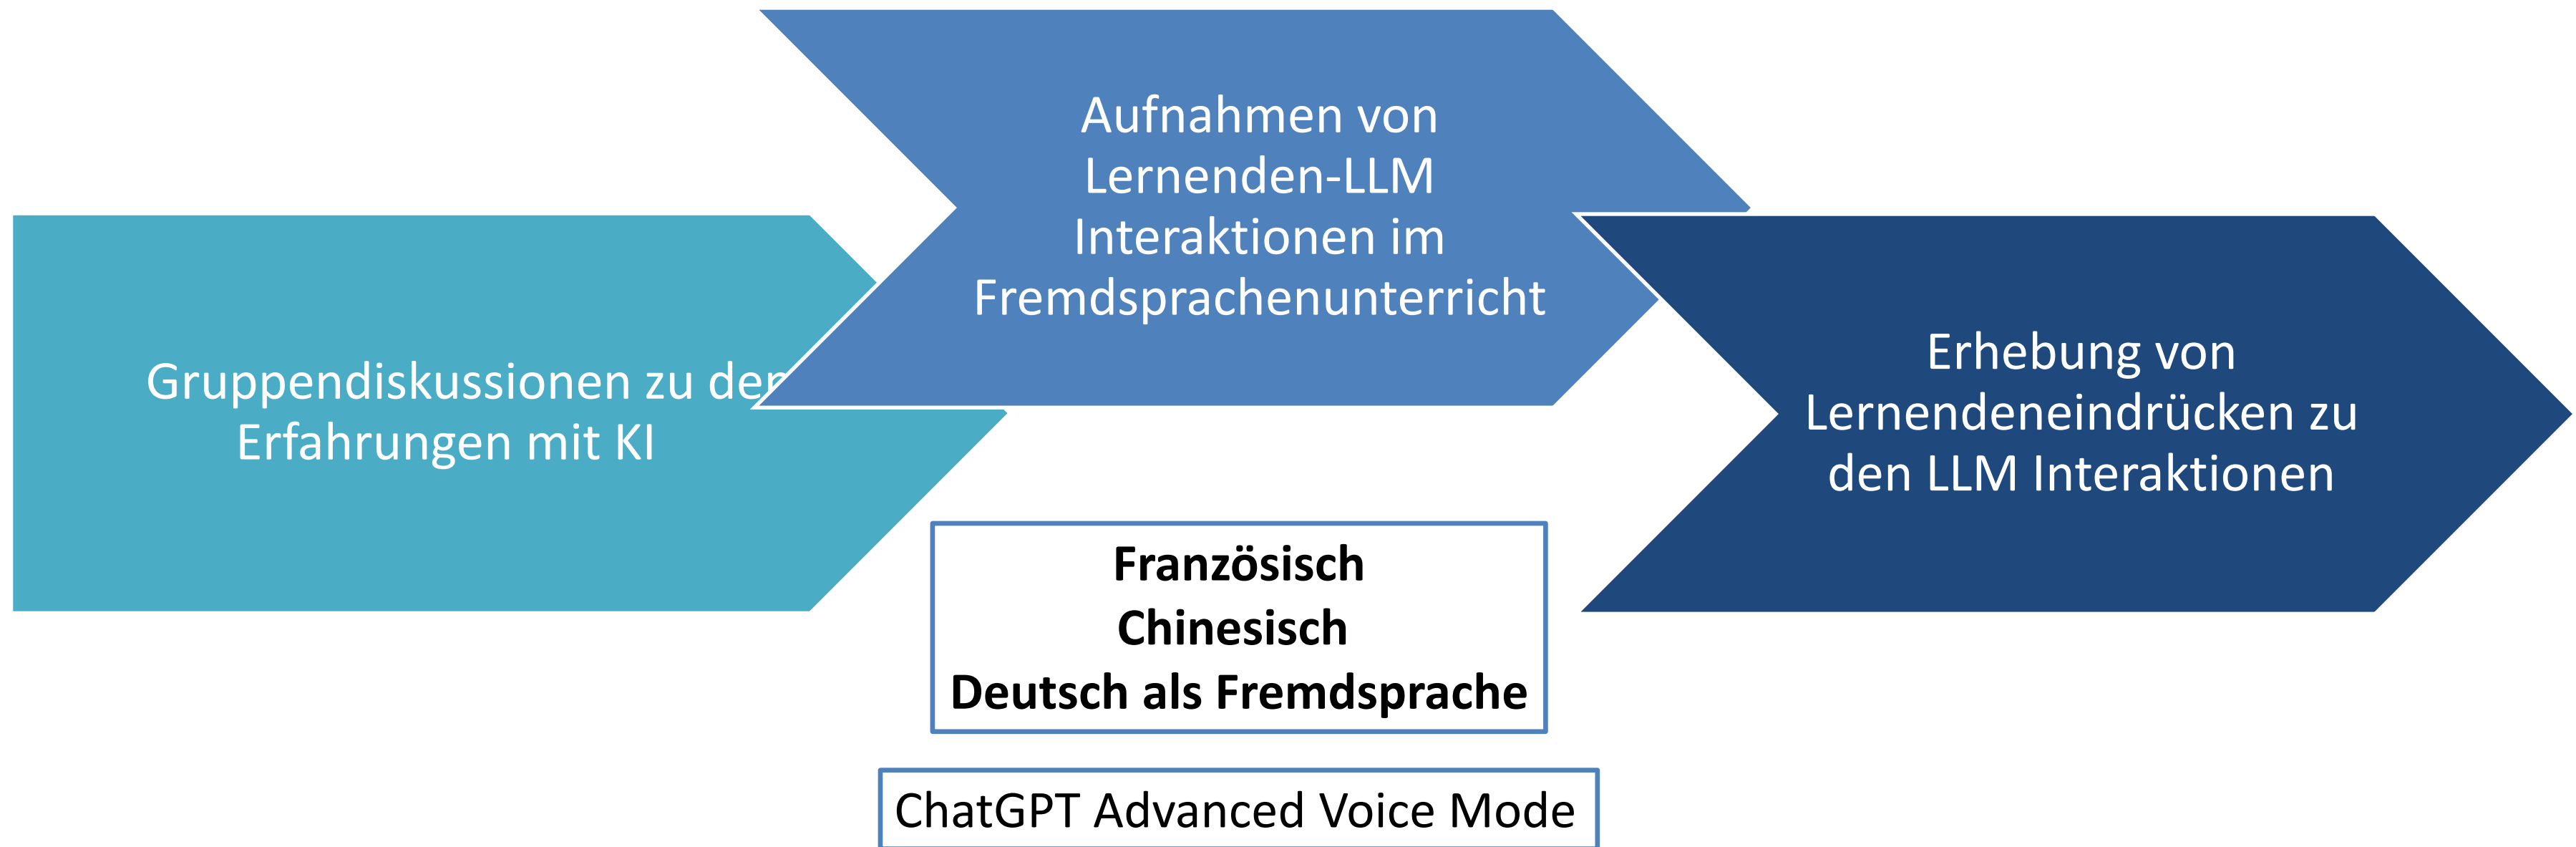 Gruppendiskussionen zu den
Erfahrungen mit KI
Aufnahmen von
Lernenden-LLM
Interaktionen im
Fremdsprachenunterricht
Erhebung von
Lernendeneindrücken zu
den LLM Interaktionen
Französisch
Chinesisch
Deutsch als Fremdsprache
ChatGPT Advanced Voice Mode